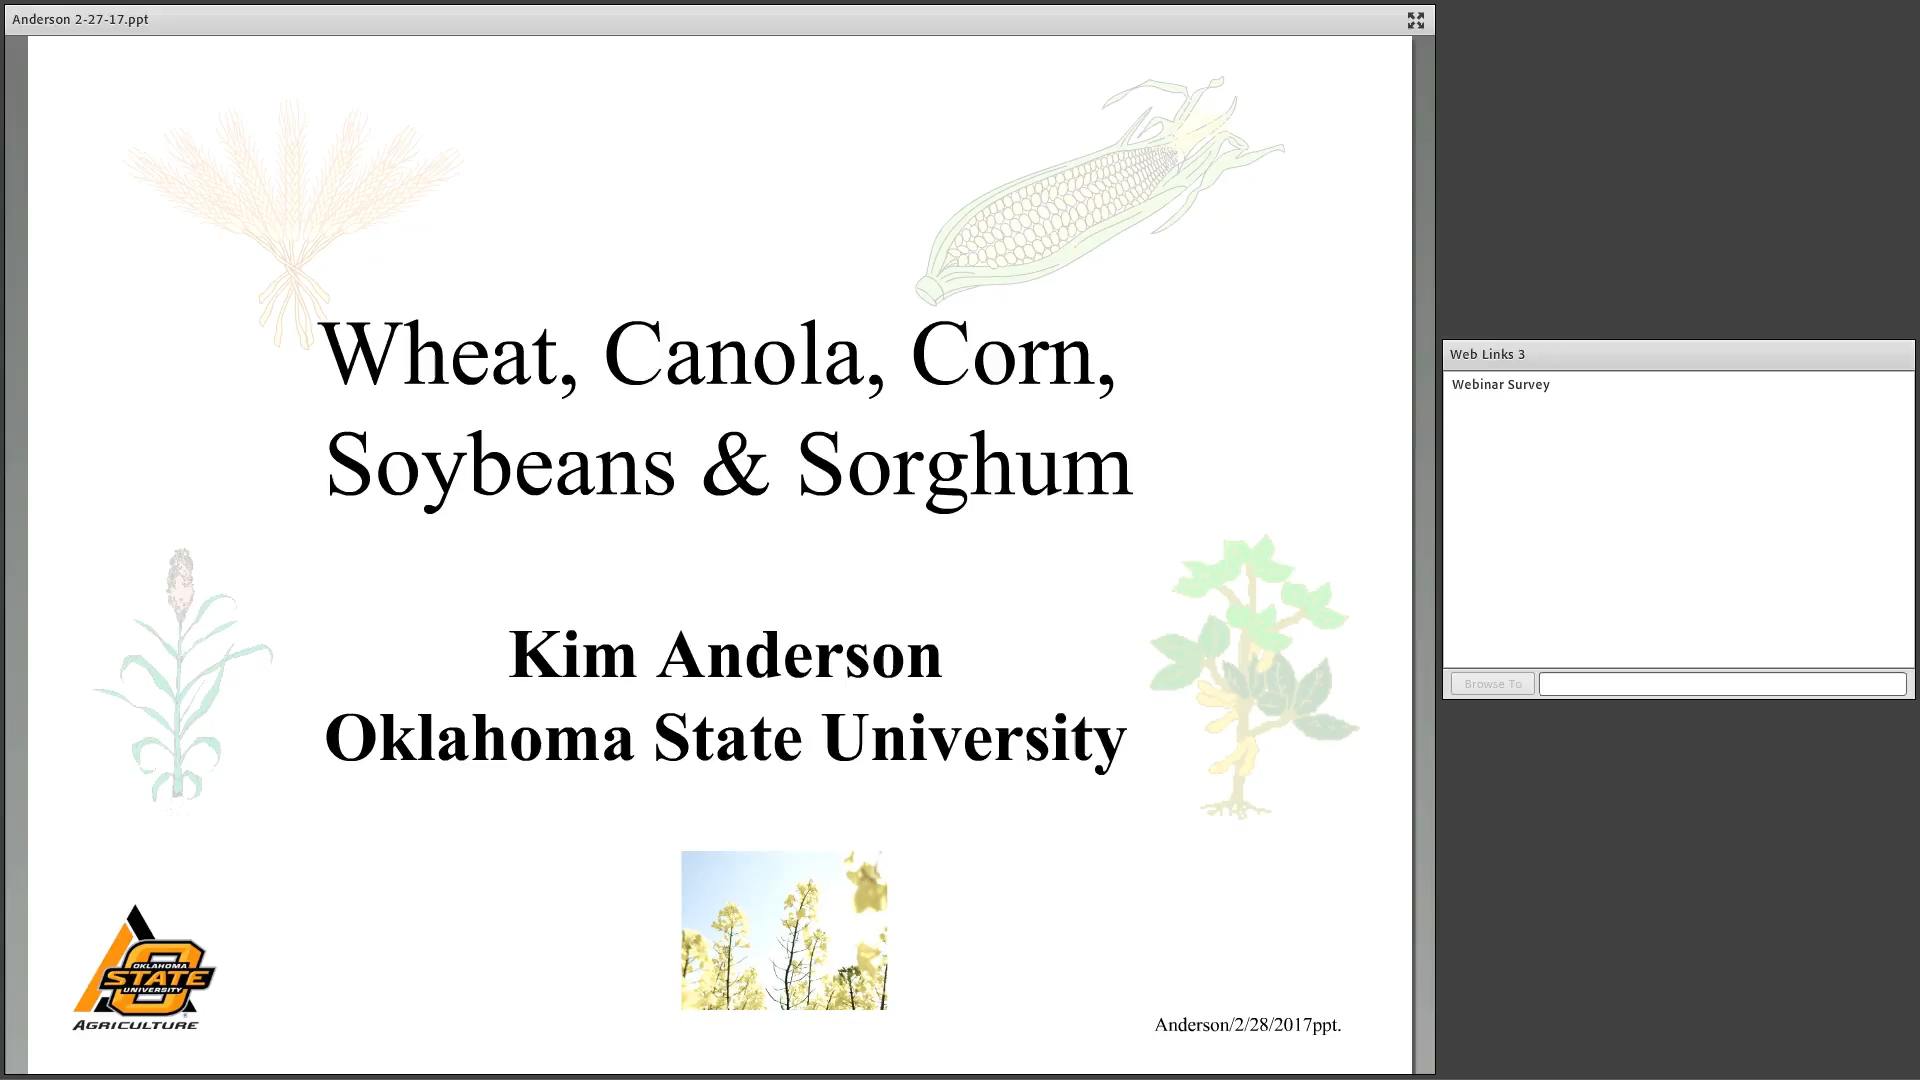 Anderson 2-27-17.ppt
Wheat, Canola, Corn,
Soybeans & Sorghum
Kim Anderson
Oklahoma State University
OKLAHOMA
STATE
UNIVERSITY
AGRICULTURE
Anderson/2/28/2017ppt.
Web Links 3
Webinar Survey
Browse To